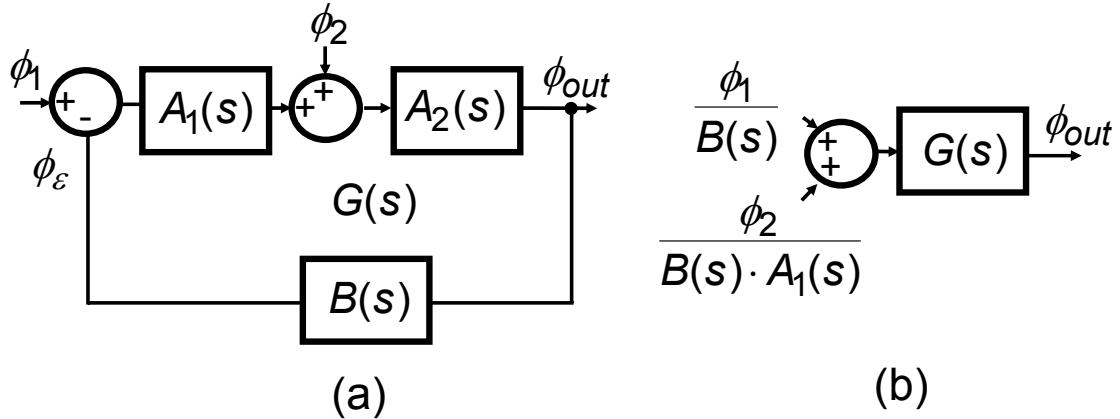 ϕ2
ϕ1
+
-
A1(s)
+
+
A2(s)
ϕout
ϕε
G(s)
B(s)
(a)
ϕ1
B(s)
+
+
G(s)
ϕout
ϕ2
B(s) · A1(s)
(b)